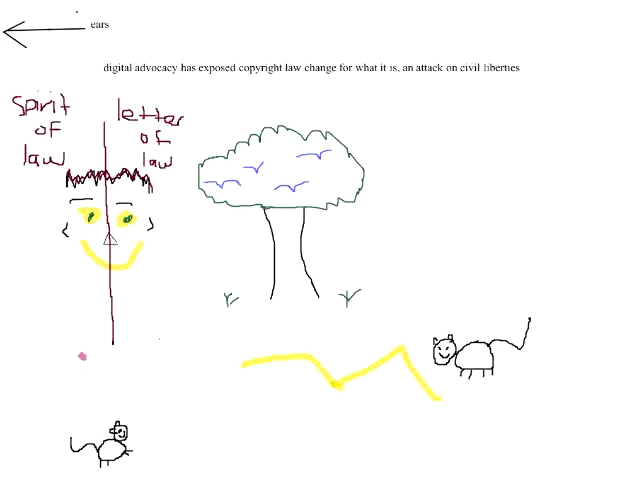 ears
digital advocacy has exposed copyright law change for what it is, an attack on civil liberties
spirit
of
law
letter
of
law